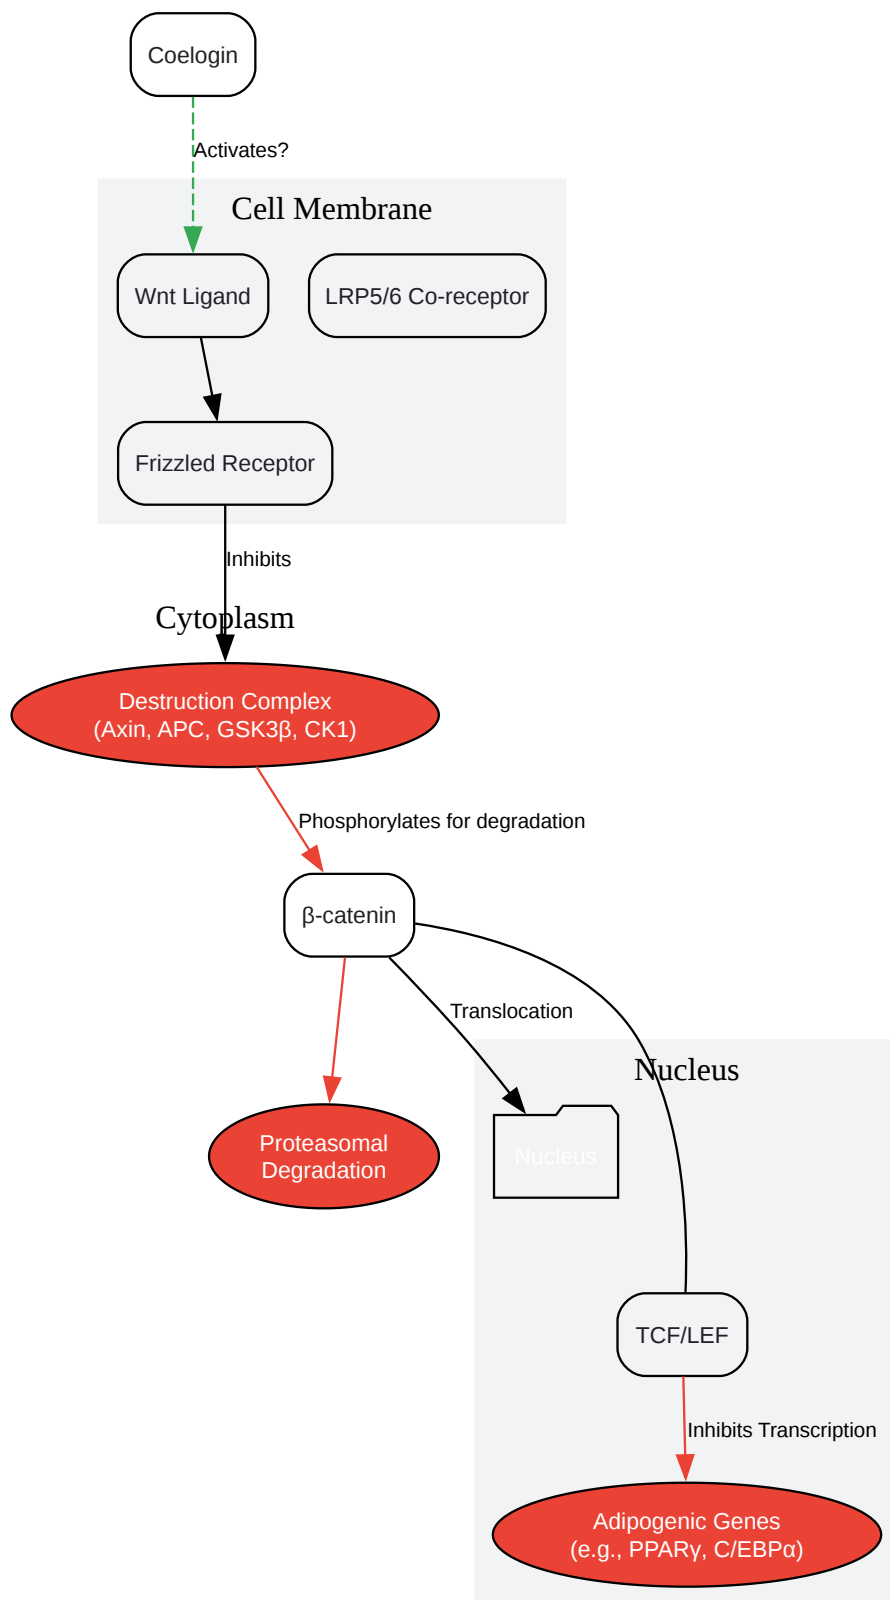 Coelogin
Activates?
Cell Membrane
Wnt Ligand
LRP5/6 Co-receptor
Frizzled Receptor
Inhibits
Cytoplasm
Destruction Complex
(Axin, APC, GSK3β, CK1)
Phosphorylates for degradation
β-catenin
Translocation
Nucleus
Proteasomal
Degradation
Nucleus
TCF/LEF
Inhibits Transcription
Adipogenic Genes
(e.g., PPARγ, C/EBPα)